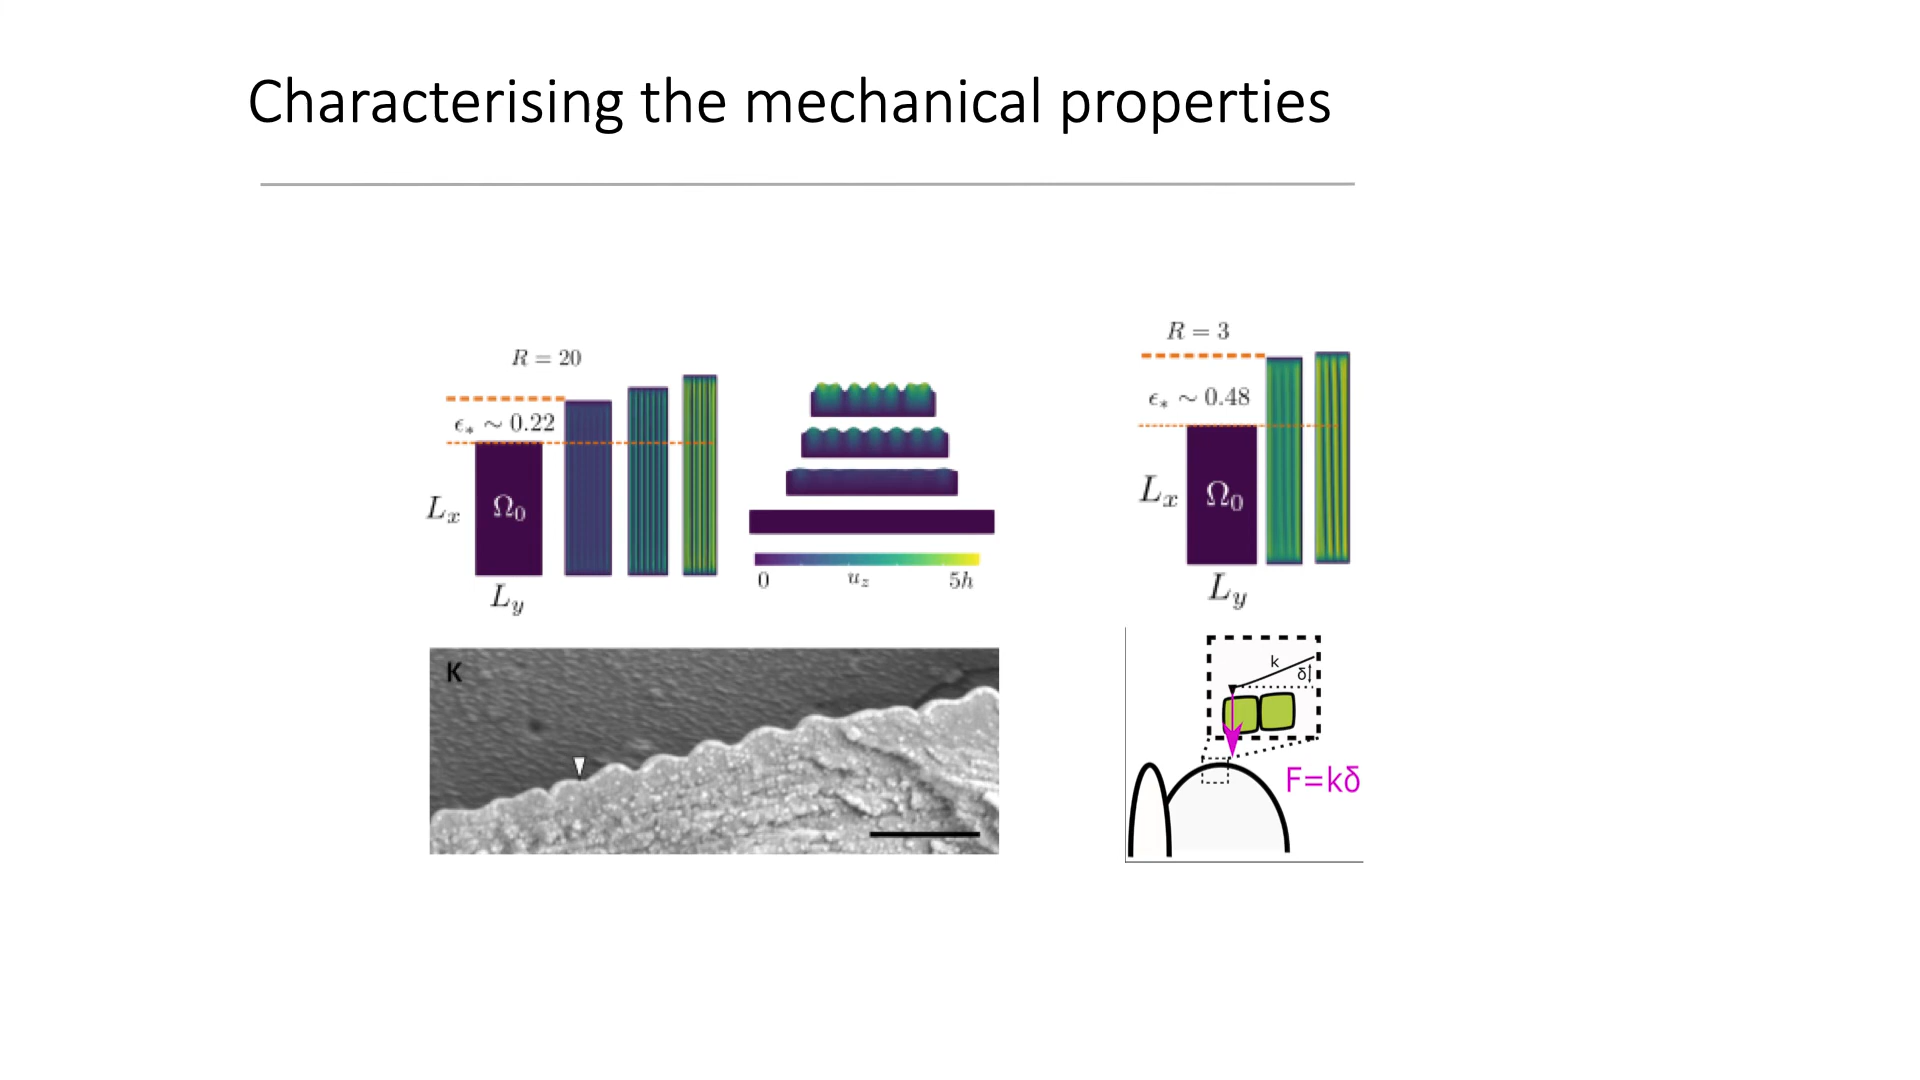 Characterising the mechanical properties
R = 20
ϵ* ∼ 0.22
Lx
Ω0
Ly
0
uz
5h
R = 3
ϵ* ∼ 0.48
Lx
Ω0
Ly
K
k
δ
F=kδ